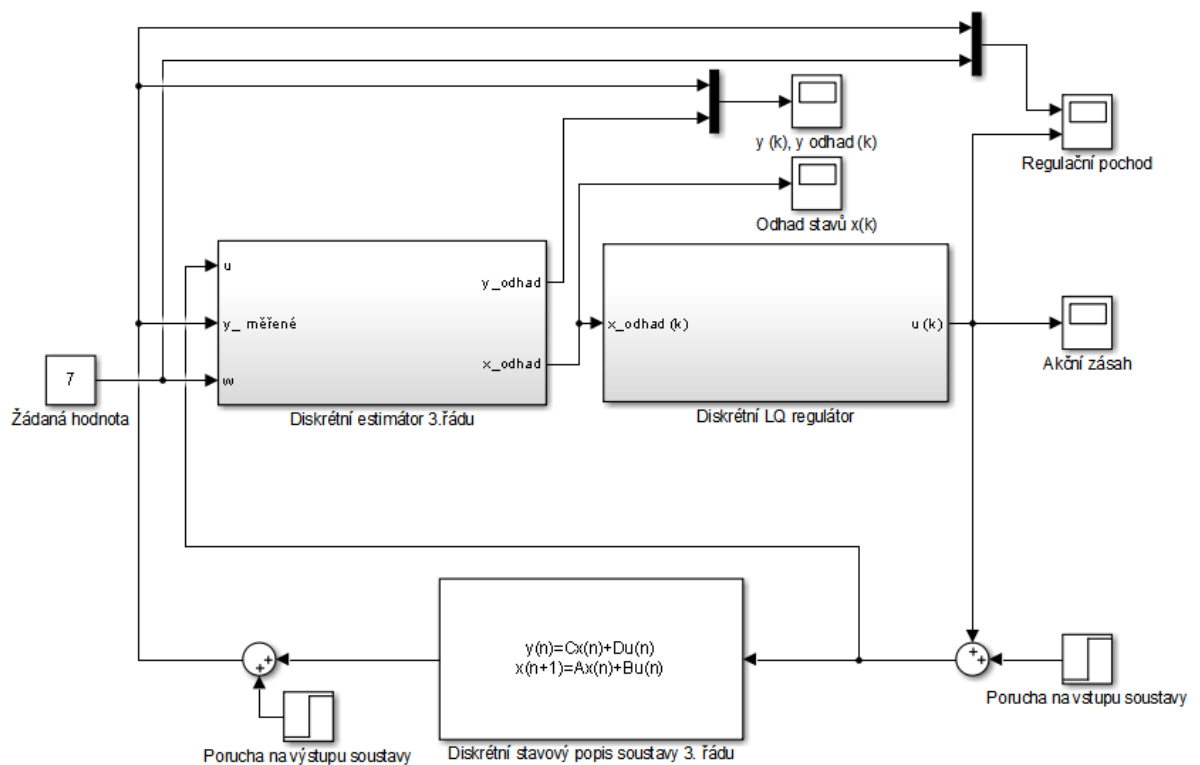 y (k), y odhad (k)
Regulační pochod
Odhad stavů x(k)
u
y_odhad
y_ měřené
x_odhad (k)
u (k)
x_odhad
Akční zásah
7
w
Žádaná hodnota
Diskrétní estimátor 3.řádu
Diskrétní LQ regulátor
y(n)=Cx(n)+Du(n)
x(n+1)=Ax(n)+Bu(n)
Porucha na vstupu soustavy
Porucha na výstupu soustavy
Diskrétní stavový popis soustavy 3. řádu